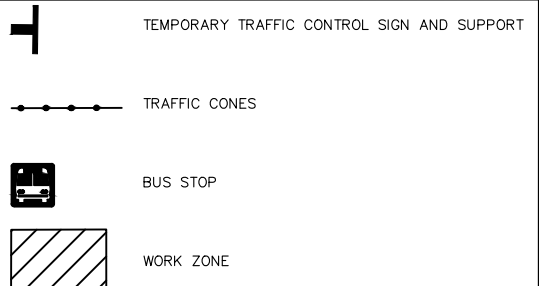 TEMPORARY TRAFFIC CONTROL SIGN AND SUPPORT
TRAFFIC CONES
BUS STOP
WORK ZONE